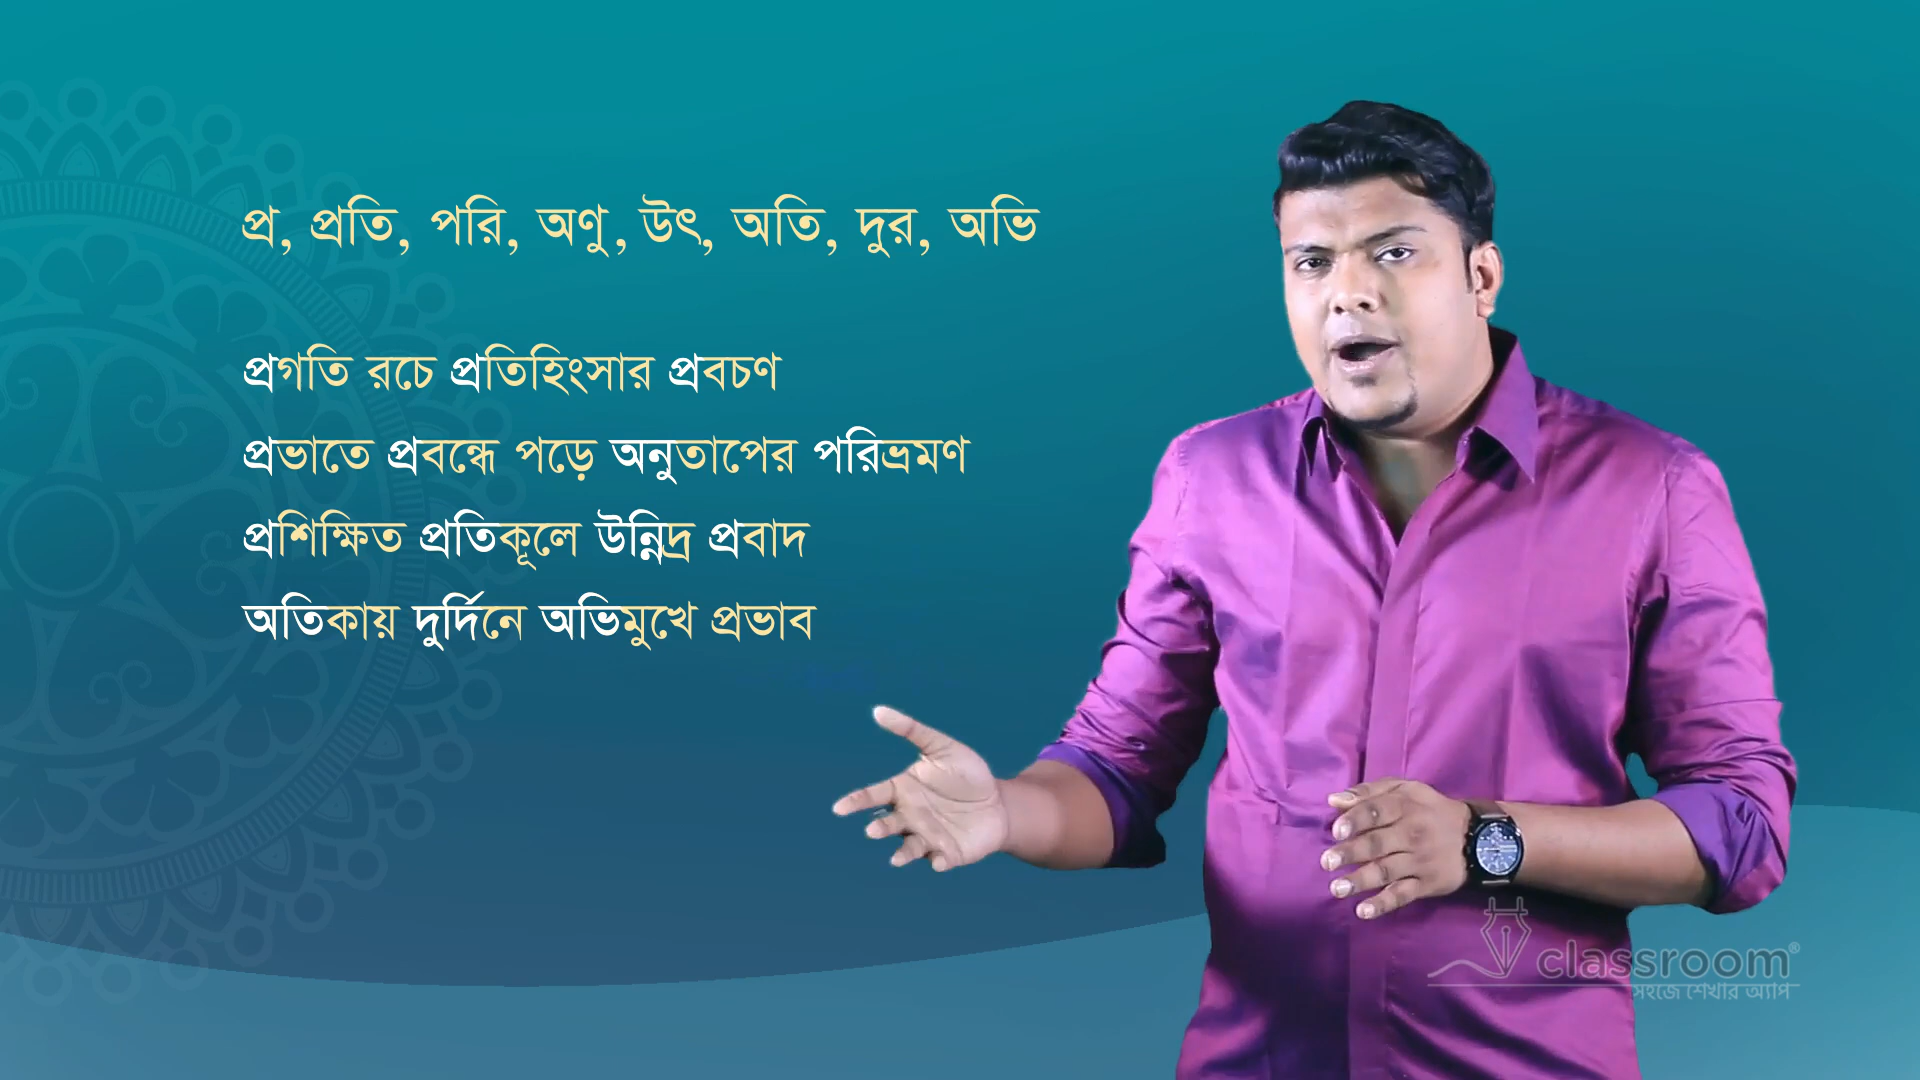 প্র, প্রতি, পরি, অণু, উৎ, অতি, দুর, অভি
প্রগতি রচে প্রতিহিংসার প্রবচণ
প্রভাতে প্রবন্ধে পড়ে অনুতাপের পরিভ্রমণ
প্রশিক্ষিত প্রতিকূলে উন্নিদ্র প্রবাদ
অতিকায় দুর্দিনে অভিমুখে প্রভাব
classroom®
সহজে শেখার অ্যাপ